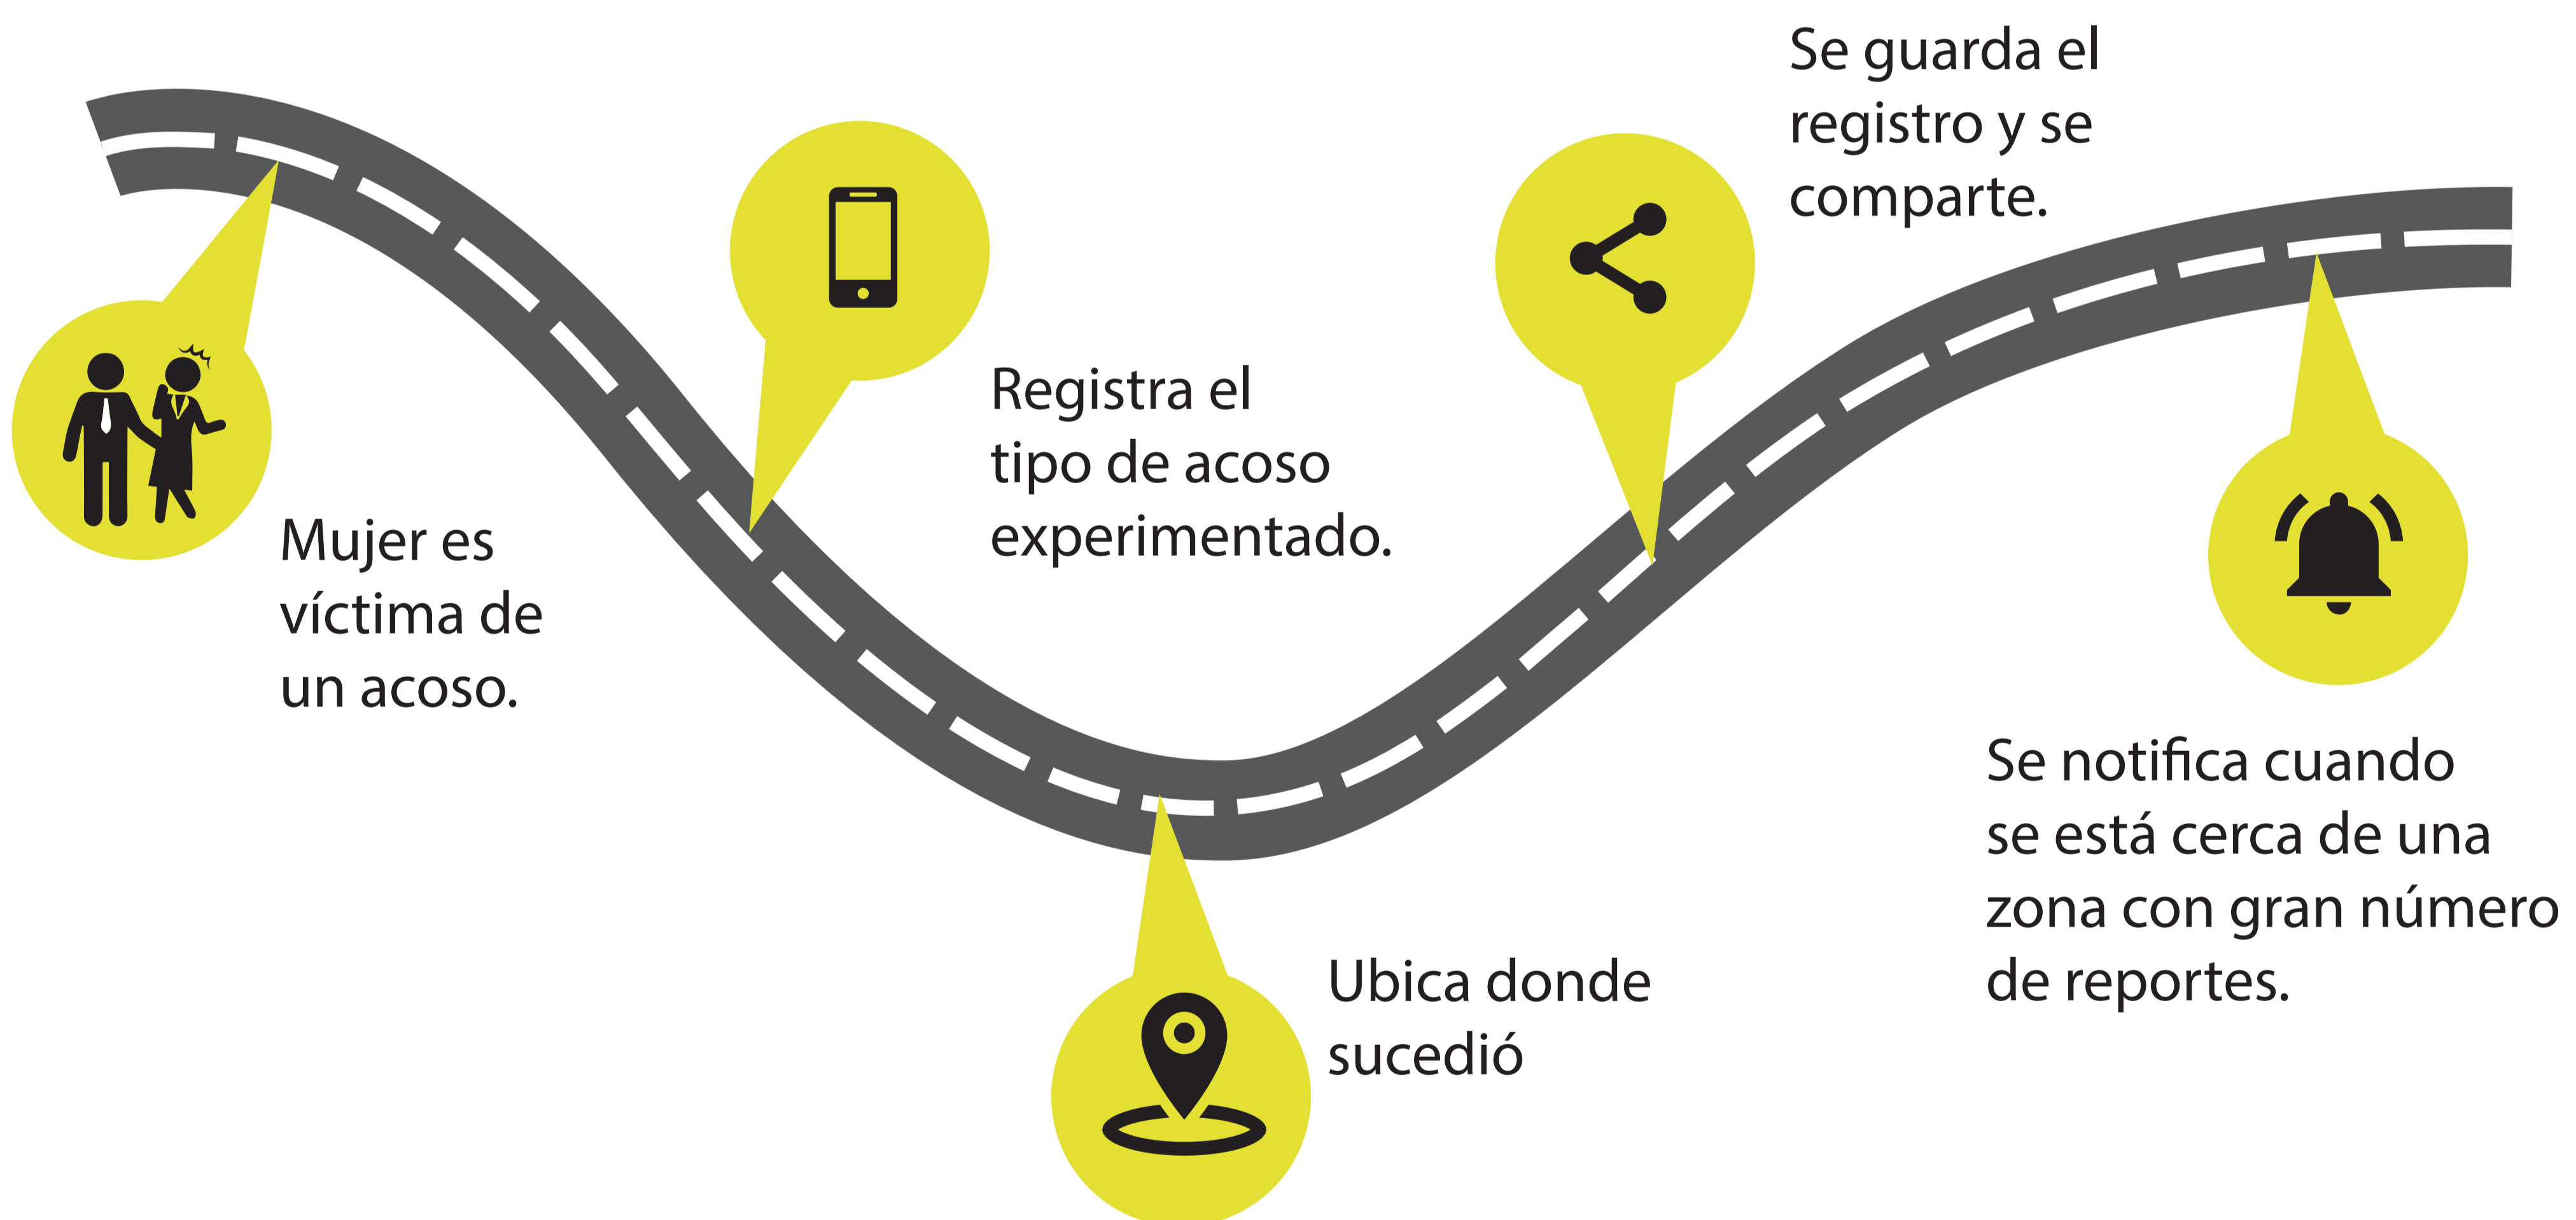 Mujer es
víctima de
un acoso.
Registra el
tipo de acoso
experimentado.
Ubica donde
sucedió
Se guarda el
registro y se
comparte.
Se notifica cuando
se está cerca de una
zona con gran número
de reportes.